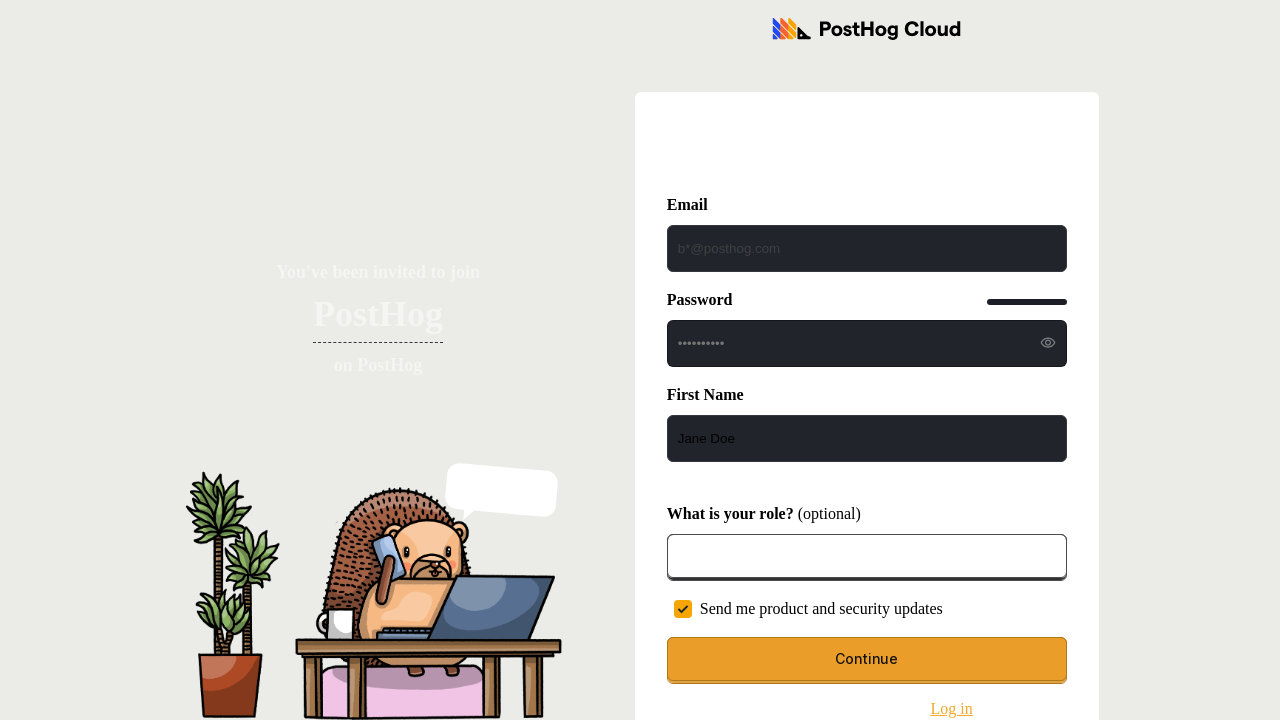 PostHog Cloud
You've been invited to join
PostHog
on PostHog
Email
b*@posthog.com
Password
••••••••••
First Name
Jane Doe
What is your role? (optional)
Send me product and security updates
Continue
Log in